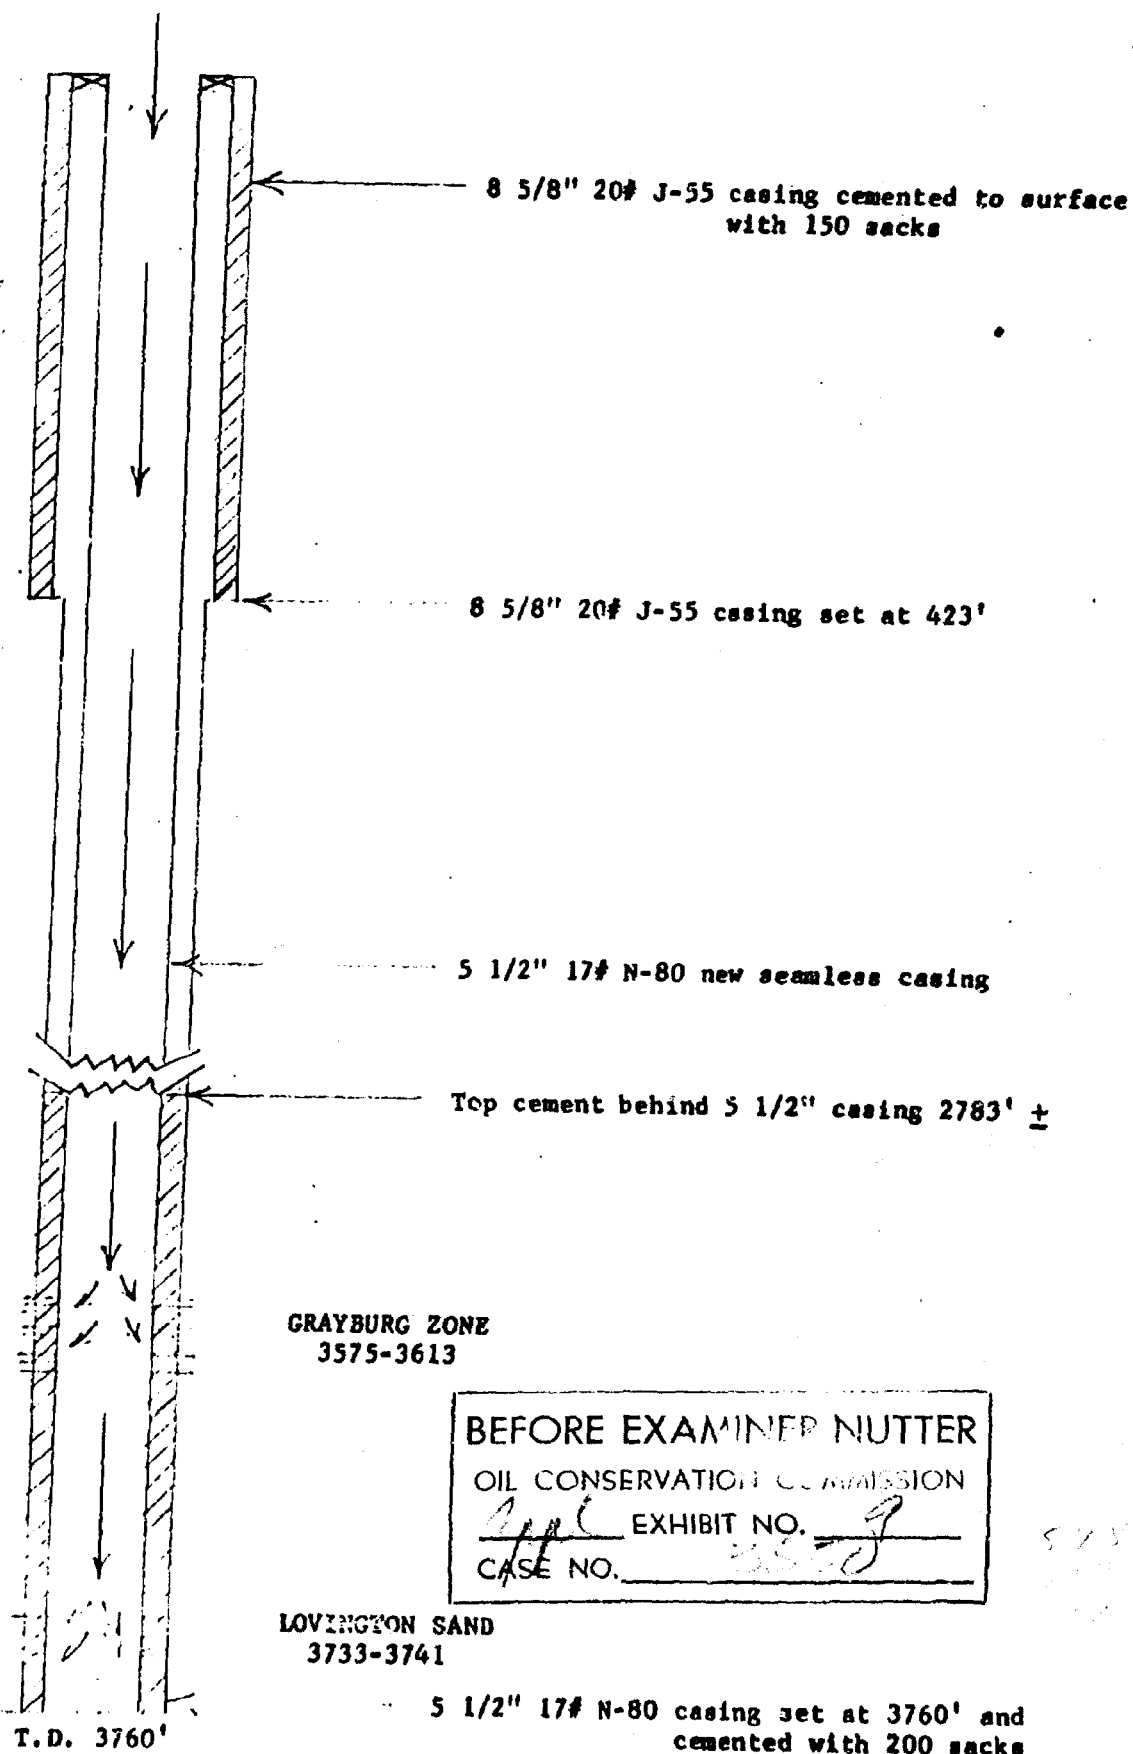 8 5/8" 20# J-55 casing cemented to surface
with 150 sacks
8 5/8" 20# J-55 casing set at 423'
5 1/2" 17# N-80 new seamless casing
Top cement behind 5 1/2" casing 2783' ±
GRAYBURG ZONE
3575-3613
BEFORE EXAMINER NUTTER
OIL CONSERVATION COMMISSION
EXHIBIT NO.
CASE NO.
LOVINGTON SAND
3733-3741
5 1/2" 17# N-80 casing set at 3760' and
cemented with 200 sacks
T.D. 3760'